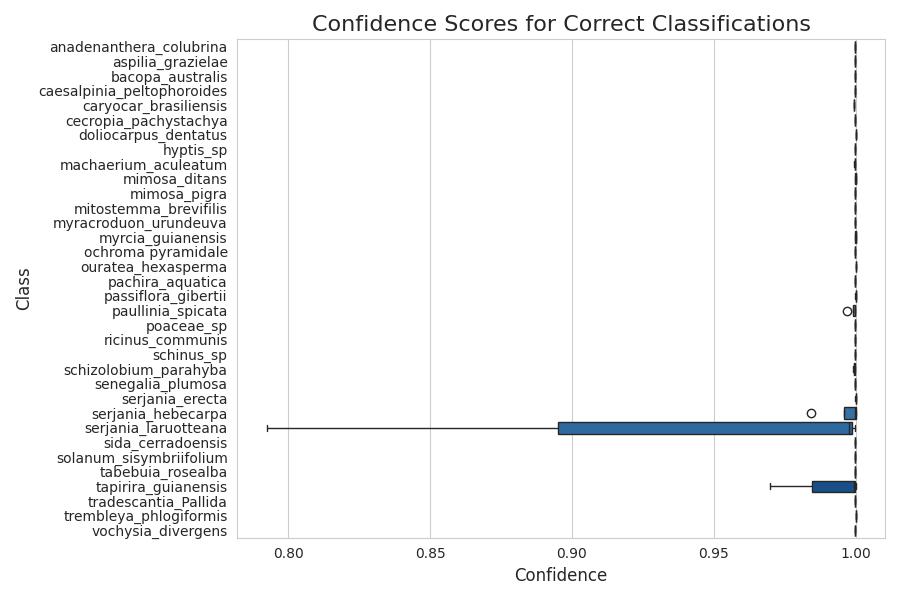 Confidence Scores for Correct Classifications
anadenanthera_colubrina
aspilia_grazielae
bacopa_australis
caesalpinia_peltophoroides
caryocar_brasiliensis
cecropia_pachystachya
doliocarpus_dentatus
hyptis_sp
machaerium_aculeatum
mimosa_ditans
mimosa_pigra
mitostemma_brevifilis
myracroduon_urundeuva
myrcia_guianensis
ochroma pyramidale
ouratea_hexasperma
pachira_aquatica
passiflora_gibertii
paullinia_spicata
poaceae_sp
ricinus_communis
schinus_sp
schizolobium_parahyba
senegalia_plumosa
serjania_erecta
serjania_hebecarpa
serjania_laruotteana
sida_cerradoensis
solanum_sisymbriifolium
tabebuia_rosealba
tapirira_guianensis
tradescantia_Pallida
trembleya_phlogiformis
vochysia_divergens
Class
0.80 0.85 0.90 0.95 1.00
Confidence